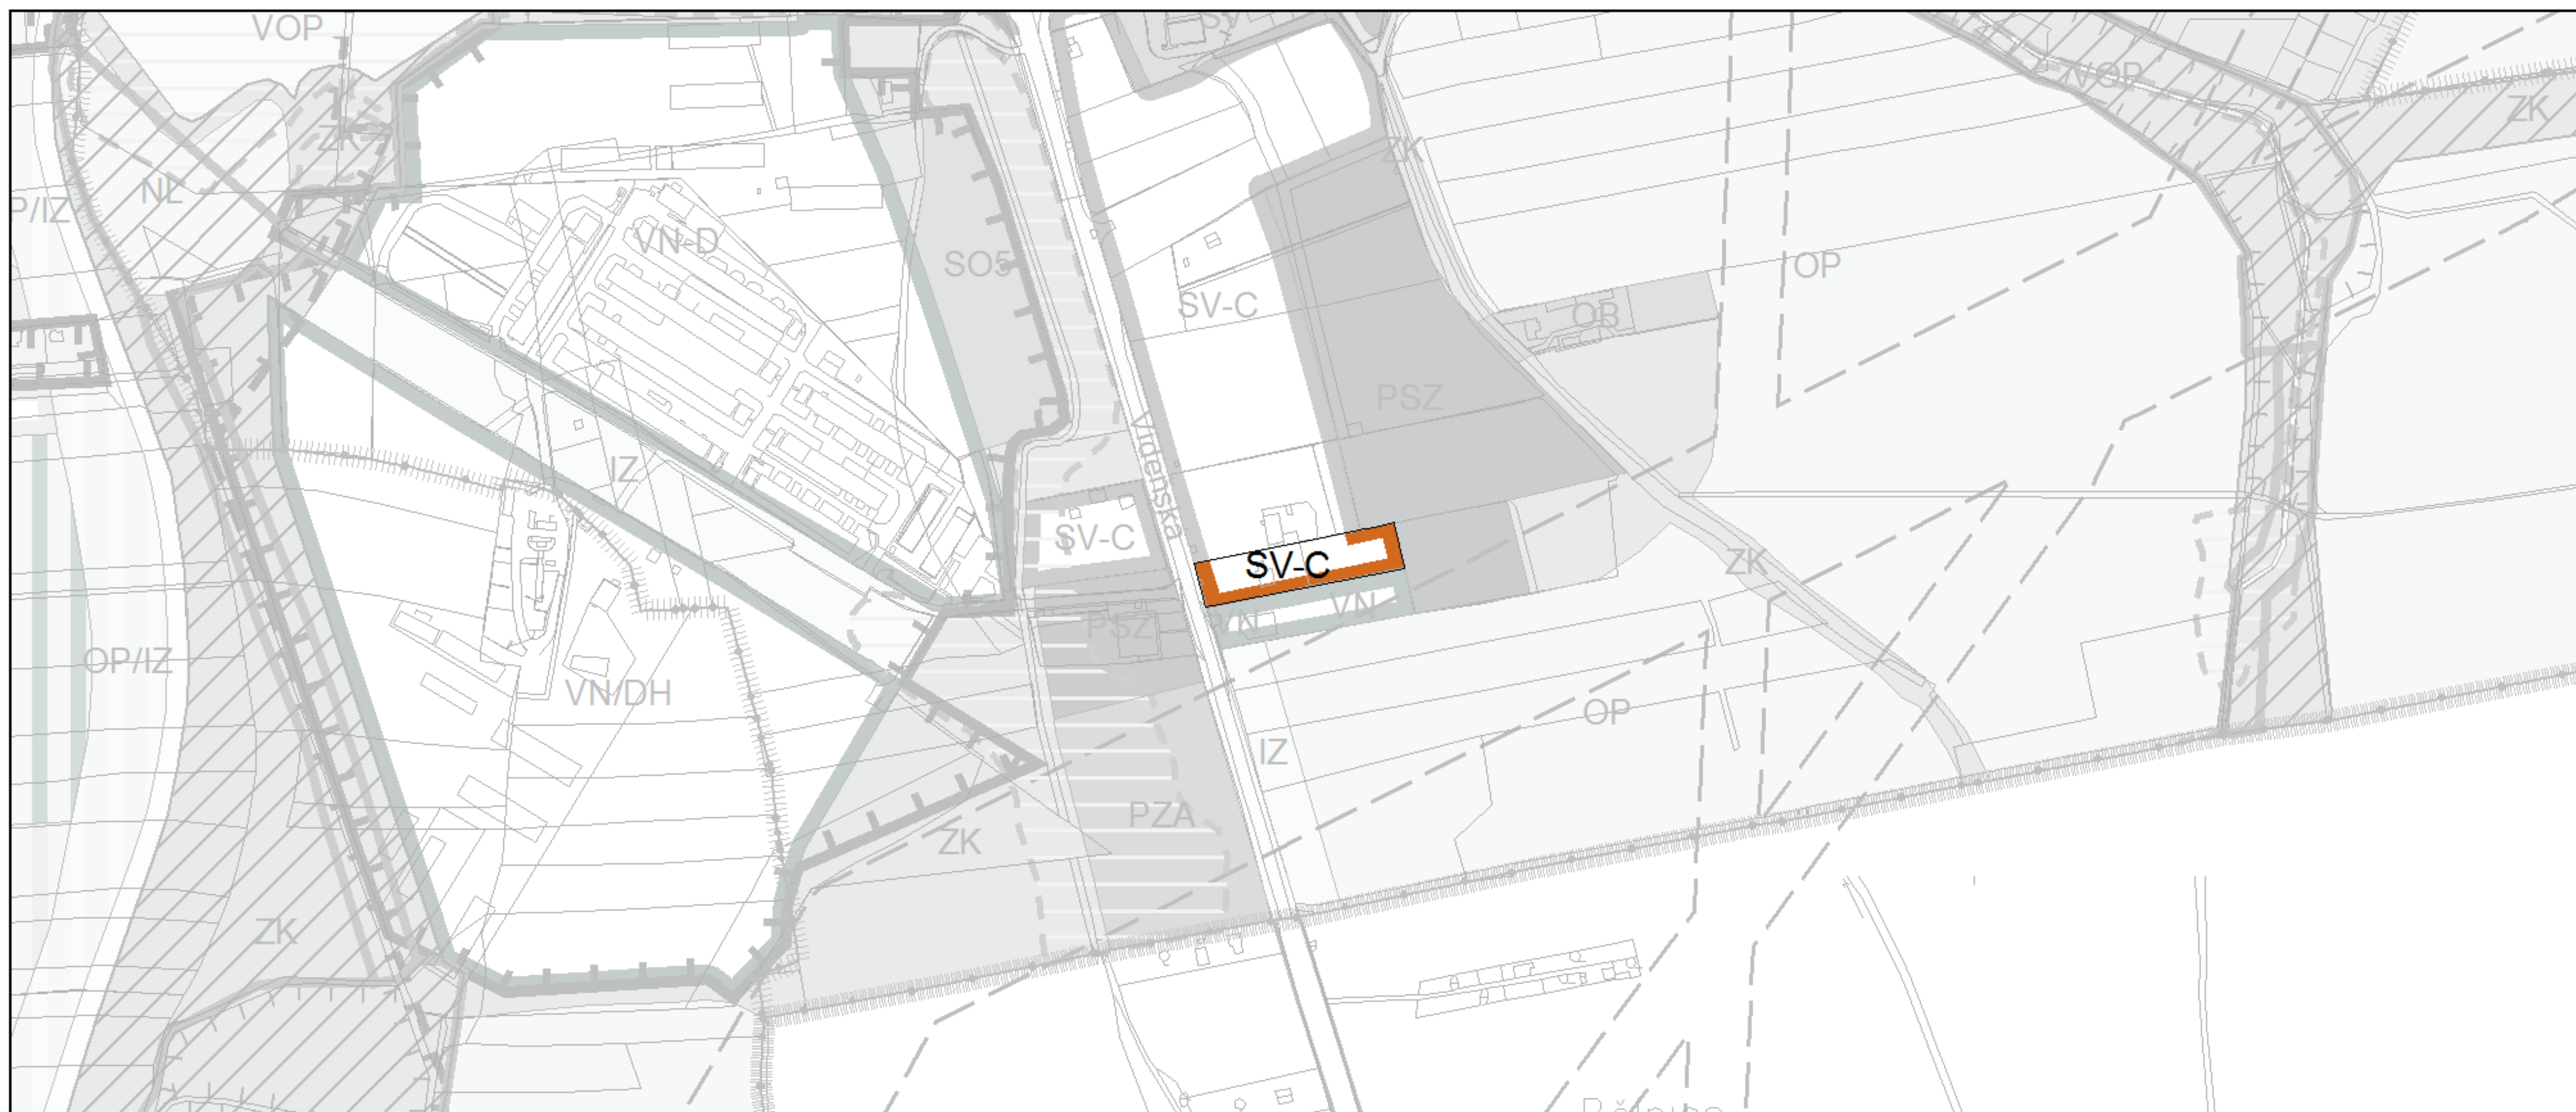 VOP
SV
VOP
ZK
ZK
ZK
NL
P/IZ
VN-D
SO5
OP
SV-C
OB
PSZ
IZ
Vídeňská
SV-C
SV-C
ZK
VN
VN
PSZ
OP/IZ
VN/DH
OP
IZ
PZA
ZK
ZK